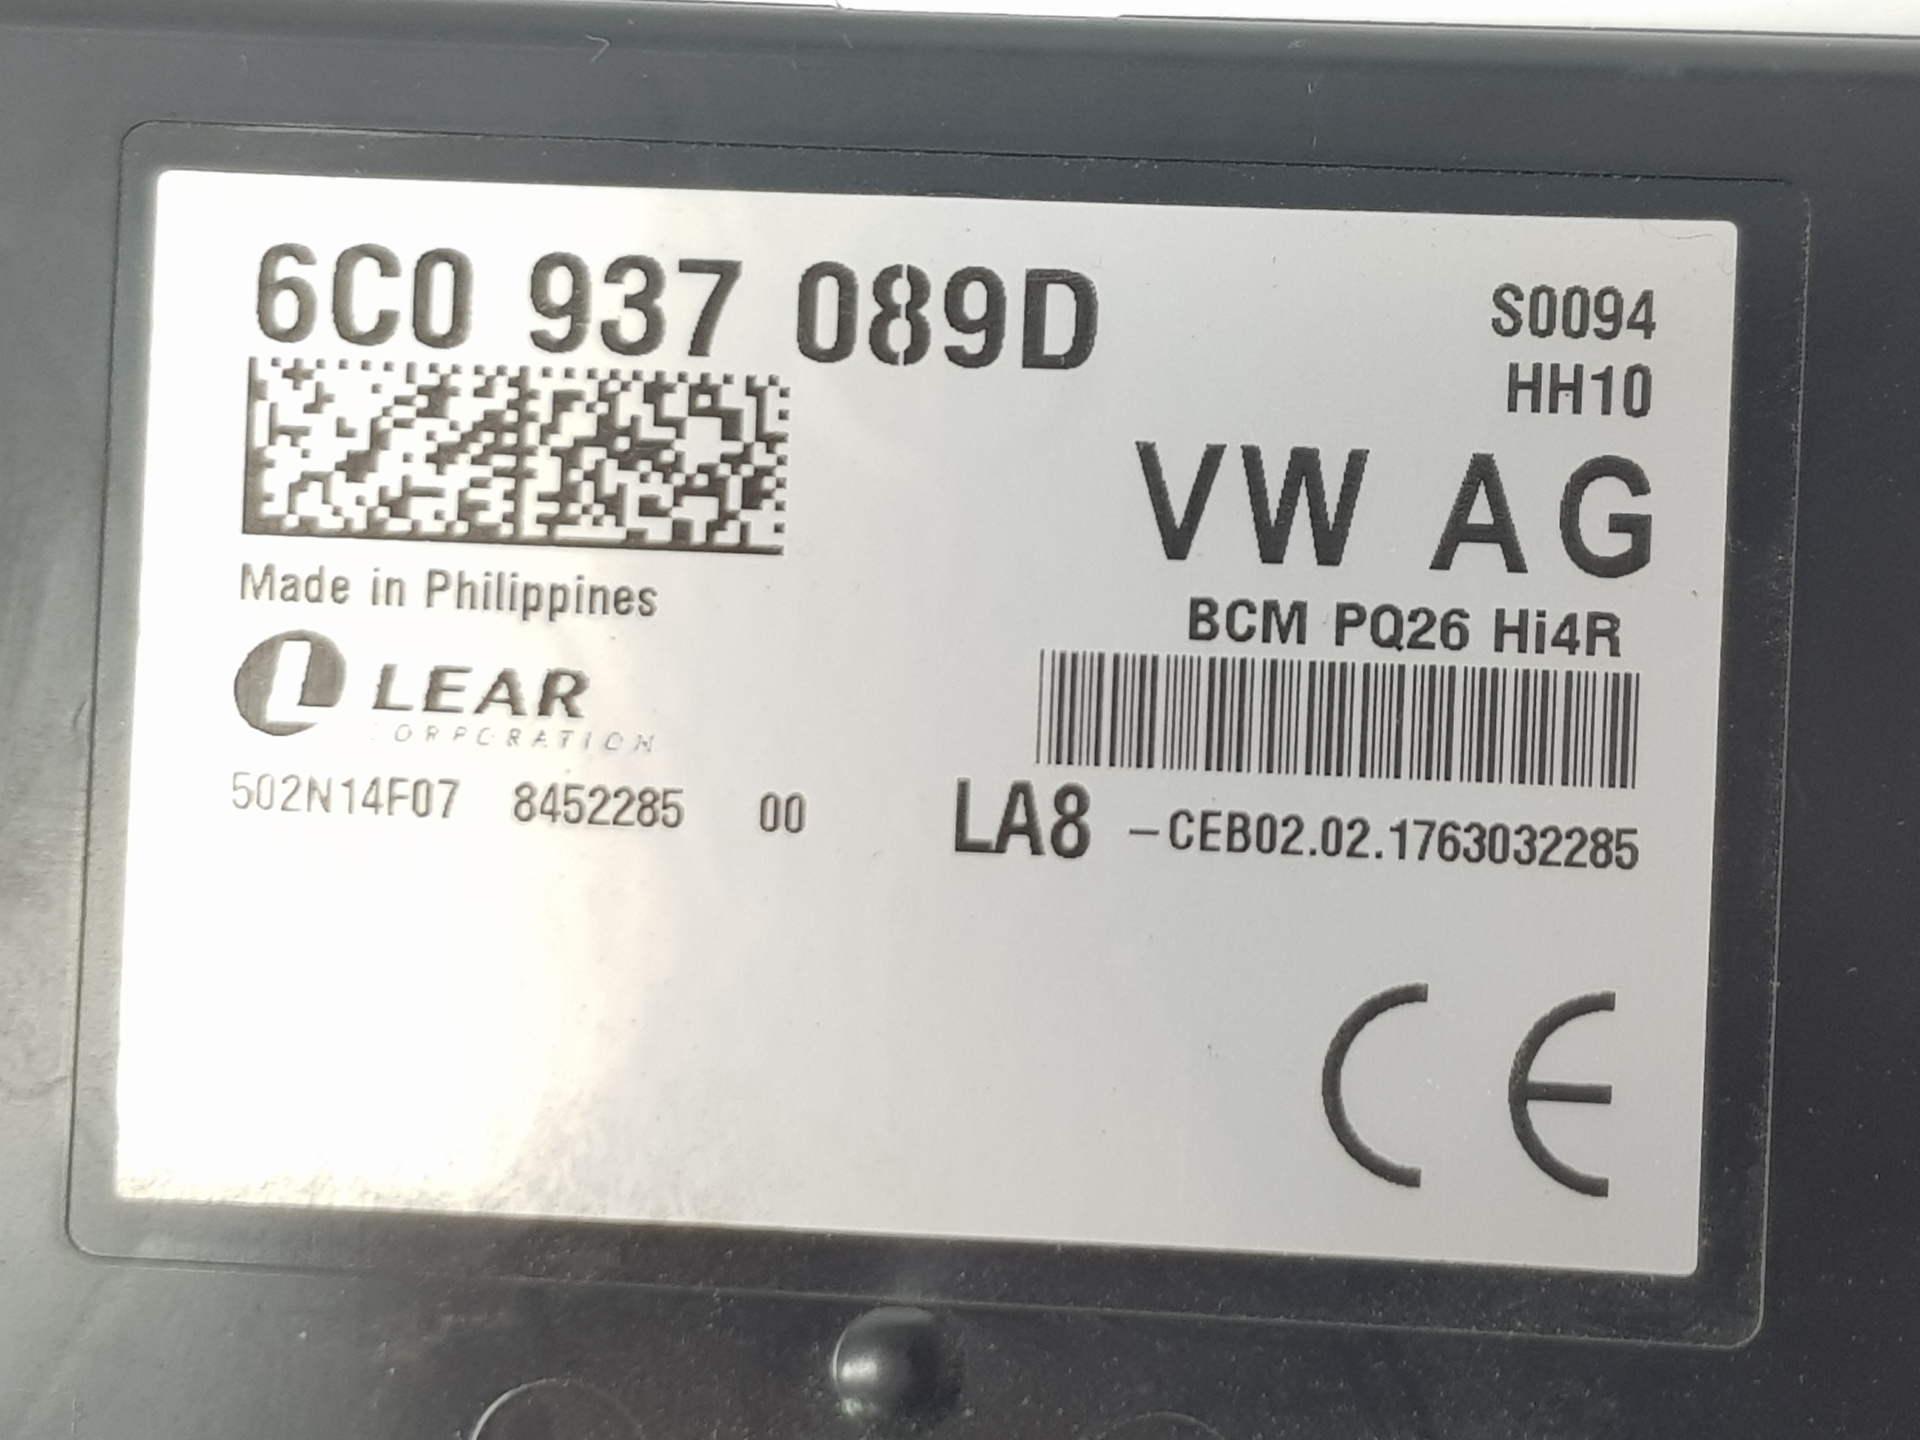 6C0 937 089D
S0094
HH10
VW AG
Made in Philippines
BCM PQ26 Hi4R
LEAR
CORPORATION
502N14F07 8452285 00
LA8 -CEB02.02.1763032285
CE